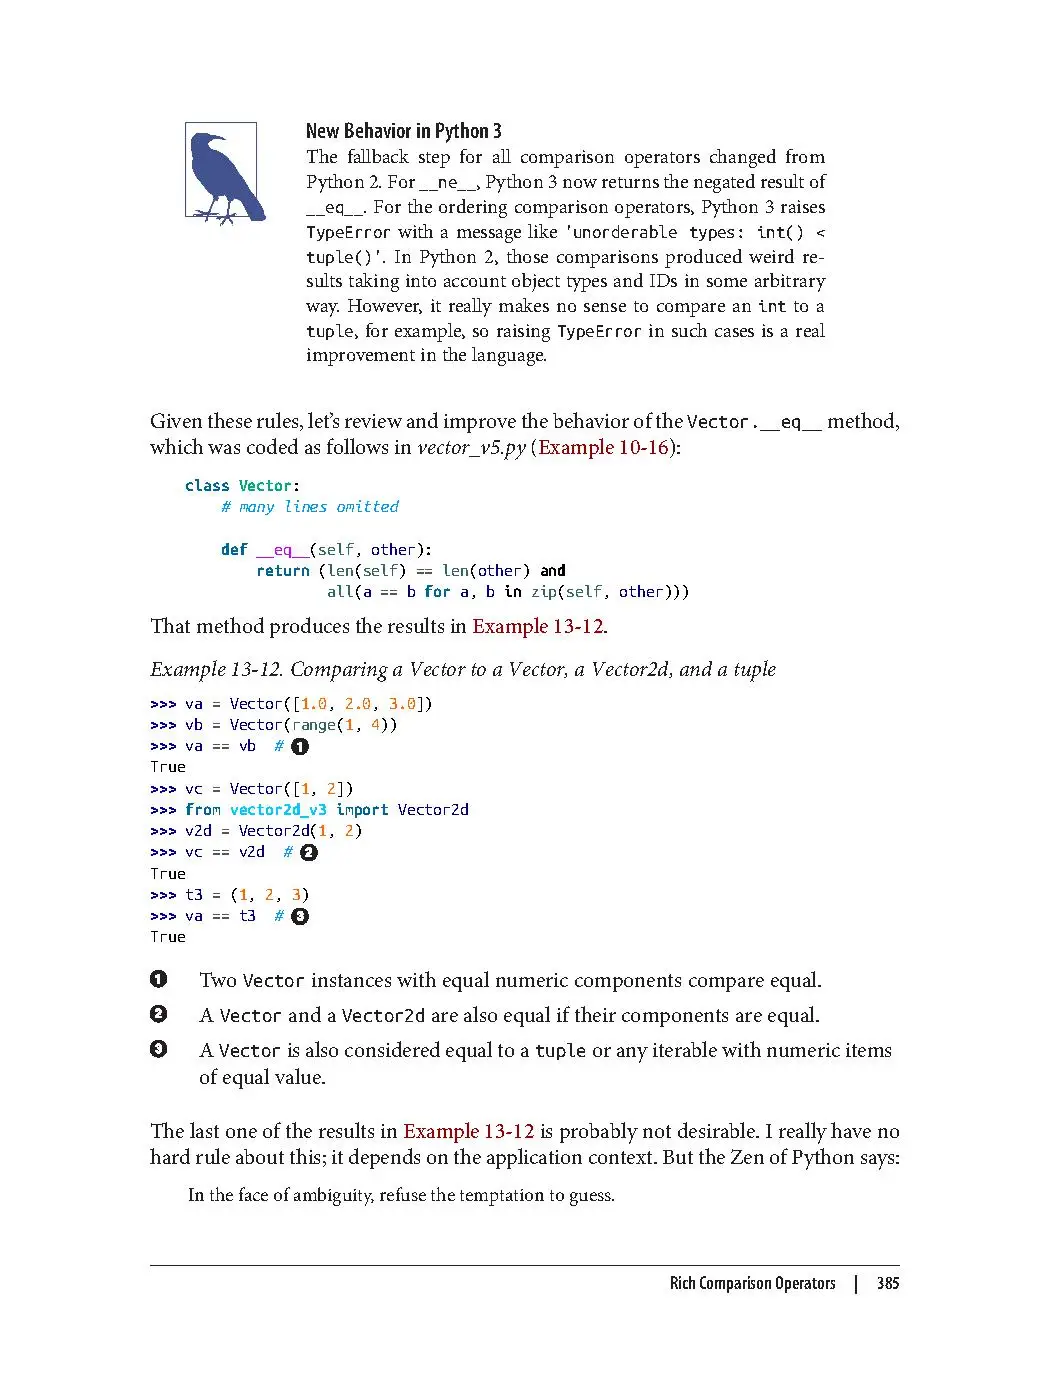 New Behavior in Python 3
The fallback step for all comparison operators changed from
Python 2. For __ne__, Python 3 now returns the negated result of
__eq__. For the ordering comparison operators, Python 3 raises
TypeError with a message like 'unorderable types: int() <
tuple()'. In Python 2, those comparisons produced weird re-
sults taking into account object types and IDs in some arbitrary
way. However, it really makes no sense to compare an int to a
tuple, for example, so raising TypeError in such cases is a real
improvement in the language.
Given these rules, let's review and improve the behavior of the Vector.__eq__ method,
which was coded as follows in vector_v5.py (Example 10-16):
class Vector:
    # many lines omitted
    def __eq__(self, other):
        return (len(self) == len(other) and
                all(a == b for a, b in zip(self, other)))
That method produces the results in Example 13-12.
Example 13-12. Comparing a Vector to a Vector, a Vector2d, and a tuple
>>> va = Vector([1.0, 2.0, 3.0])
>>> vb = Vector(range(1, 4))
>>> va == vb  # ❶
True
>>> vc = Vector([1, 2])
>>> from vector2d_v3 import Vector2d
>>> v2d = Vector2d(1, 2)
>>> vc == v2d  # ❷
True
>>> t3 = (1, 2, 3)
>>> va == t3  # ❸
True
❶ Two Vector instances with equal numeric components compare equal.
❷ A Vector and a Vector2d are also equal if their components are equal.
❸ A Vector is also considered equal to a tuple or any iterable with numeric items
of equal value.
The last one of the results in Example 13-12 is probably not desirable. I really have no
hard rule about this; it depends on the application context. But the Zen of Python says:
In the face of ambiguity, refuse the temptation to guess.
Rich Comparison Operators | 385